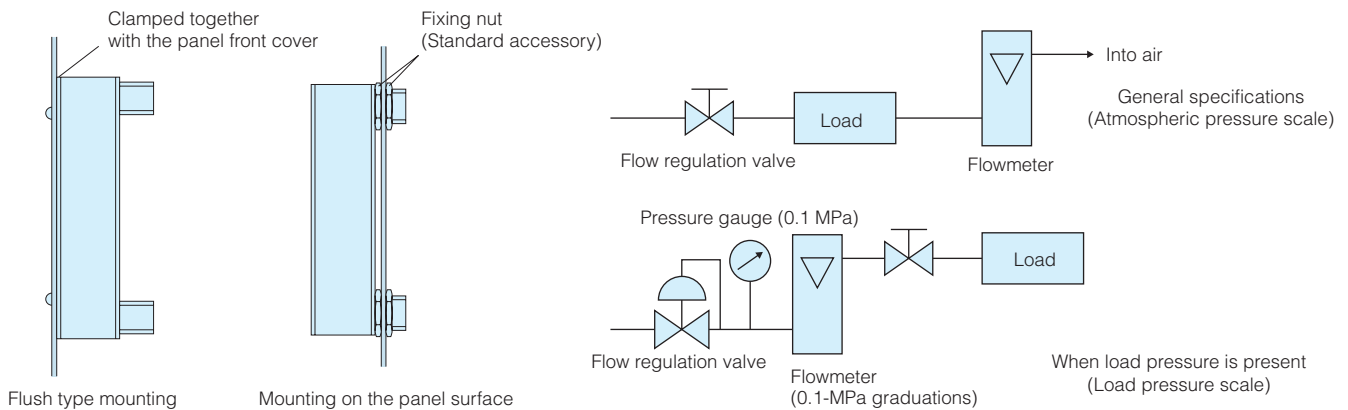 Clamped together
with the panel front cover
Fixing nut
(Standard accessory)
Flush type mounting
Mounting on the panel surface
Load
Into air
General specifications
(Atmospheric pressure scale)
Flow regulation valve
Flowmeter
Pressure gauge (0.1 MPa)
Load
Flow regulation valve
Flowmeter
(0.1-MPa graduations)
When load pressure is present
(Load pressure scale)